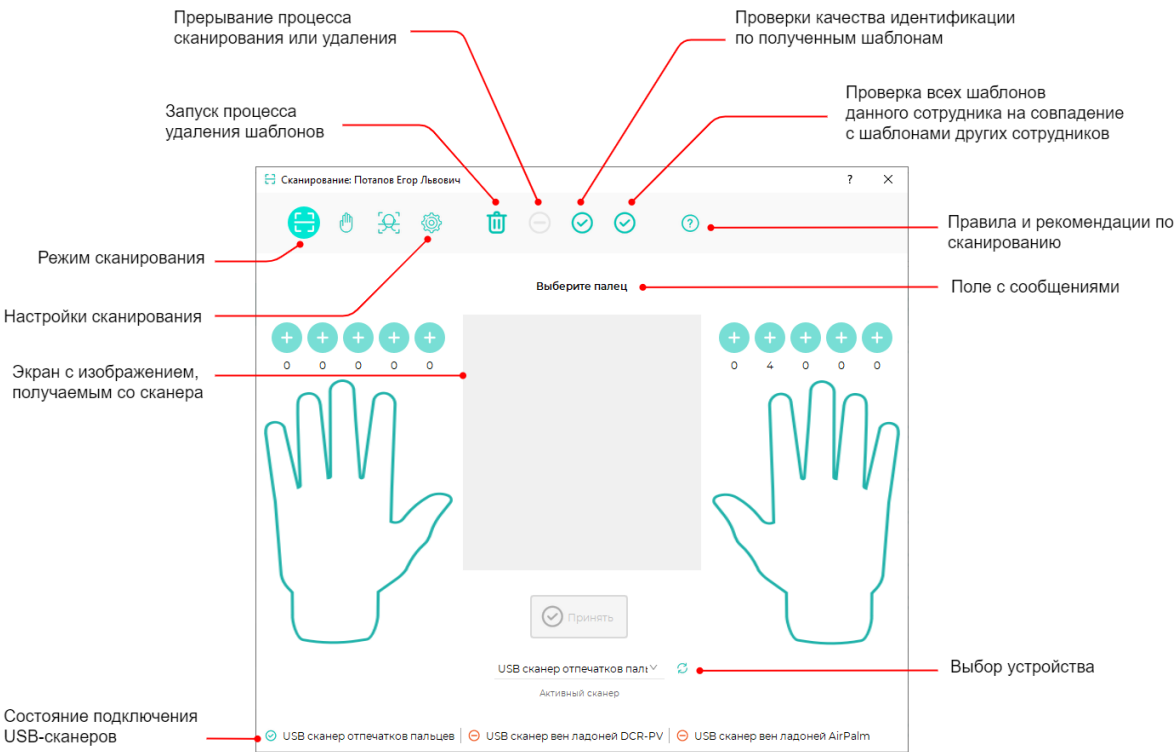 Прерывание процесса
сканирования или удаления
Проверки качества идентификации
по полученным шаблонам
Запуск процесса
удаления шаблонов
Проверка всех шаблонов
данного сотрудника на совпадение
с шаблонами других сотрудников
Сканирование: Потапов Егор Львович
?
Правила и рекомендации по
сканированию
Режим сканирования
Выберите палец
Поле с сообщениями
Настройки сканирования
0 0 0 0 0
0 4 0 0 0
Экран с изображением,
получаемым со сканера
Принять
USB сканер отпечатков пал
Активный сканер
Выбор устройства
Состояние подключения
USB-сканеров
USB сканер отпечатков пальцев
USB сканер вен ладоней DCR-PV
USB сканер вен ладоней AirPalm